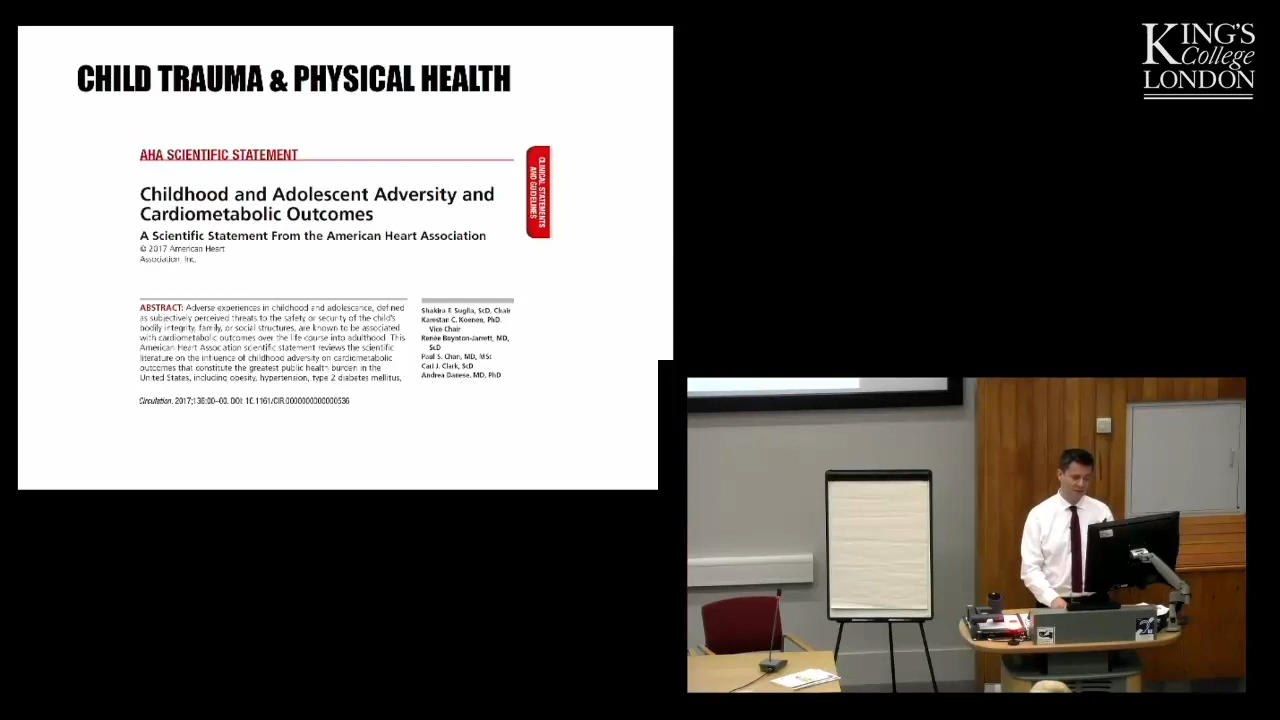 CHILD TRAUMA & PHYSICAL HEALTH
AHA SCIENTIFIC STATEMENT
Childhood and Adolescent Adversity and
Cardiometabolic Outcomes
A Scientific Statement From the American Heart Association
© 2017 American Heart
Association, Inc.
ABSTRACT: Adverse experiences in childhood and adolescence, defined
as subjectively perceived threats to the safety or security of the child's
bodily integrity, family, or social structures, are known to be associated
with cardiometabolic outcomes over the life course into adulthood. This
American Heart Association scientific statement reviews the scientific
literature on the influence of childhood adversity on cardiometabolic
outcomes that constitute the greatest public health burden in the
United States, including obesity, hypertension, type 2 diabetes mellitus,
Shakira F. Suglia, ScD, Chair
Karestan C. Koenen, PhD,
Vice Chair
Renée Boynton-Jarrett, MD,
ScD
Paul S. Chan, MD, MSc
Cari J. Clark, ScD
Andrea Danese, MD, PhD
Circulation. 2017;136:00–00. DOI: 10.1161/CIR.0000000000000536
CLINICAL STATEMENTS
AND GUIDELINES
KING'S
College
LONDON